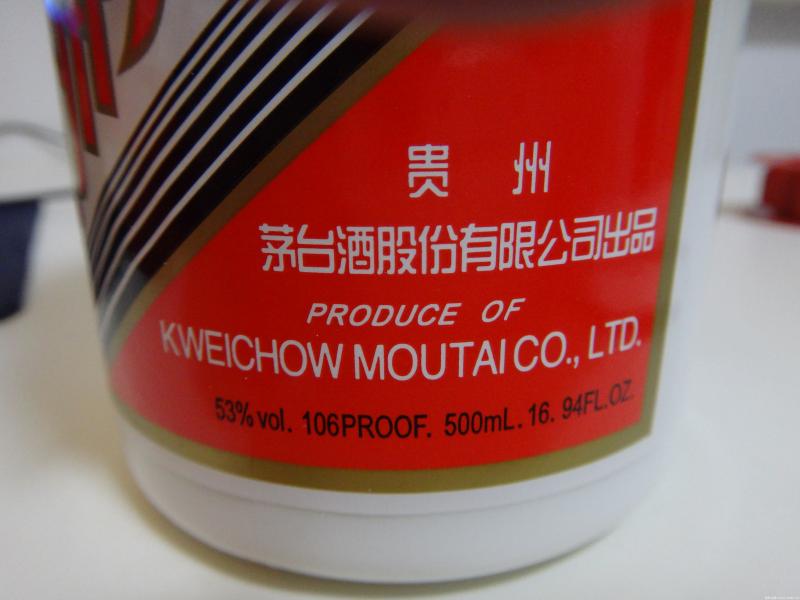 贵 州
茅台酒股份有限公司出品
PRODUCE OF
KWEICHOW MOUTAI CO., LTD.
53% vol. 106PROOF. 500mL. 16. 94FL.OZ.